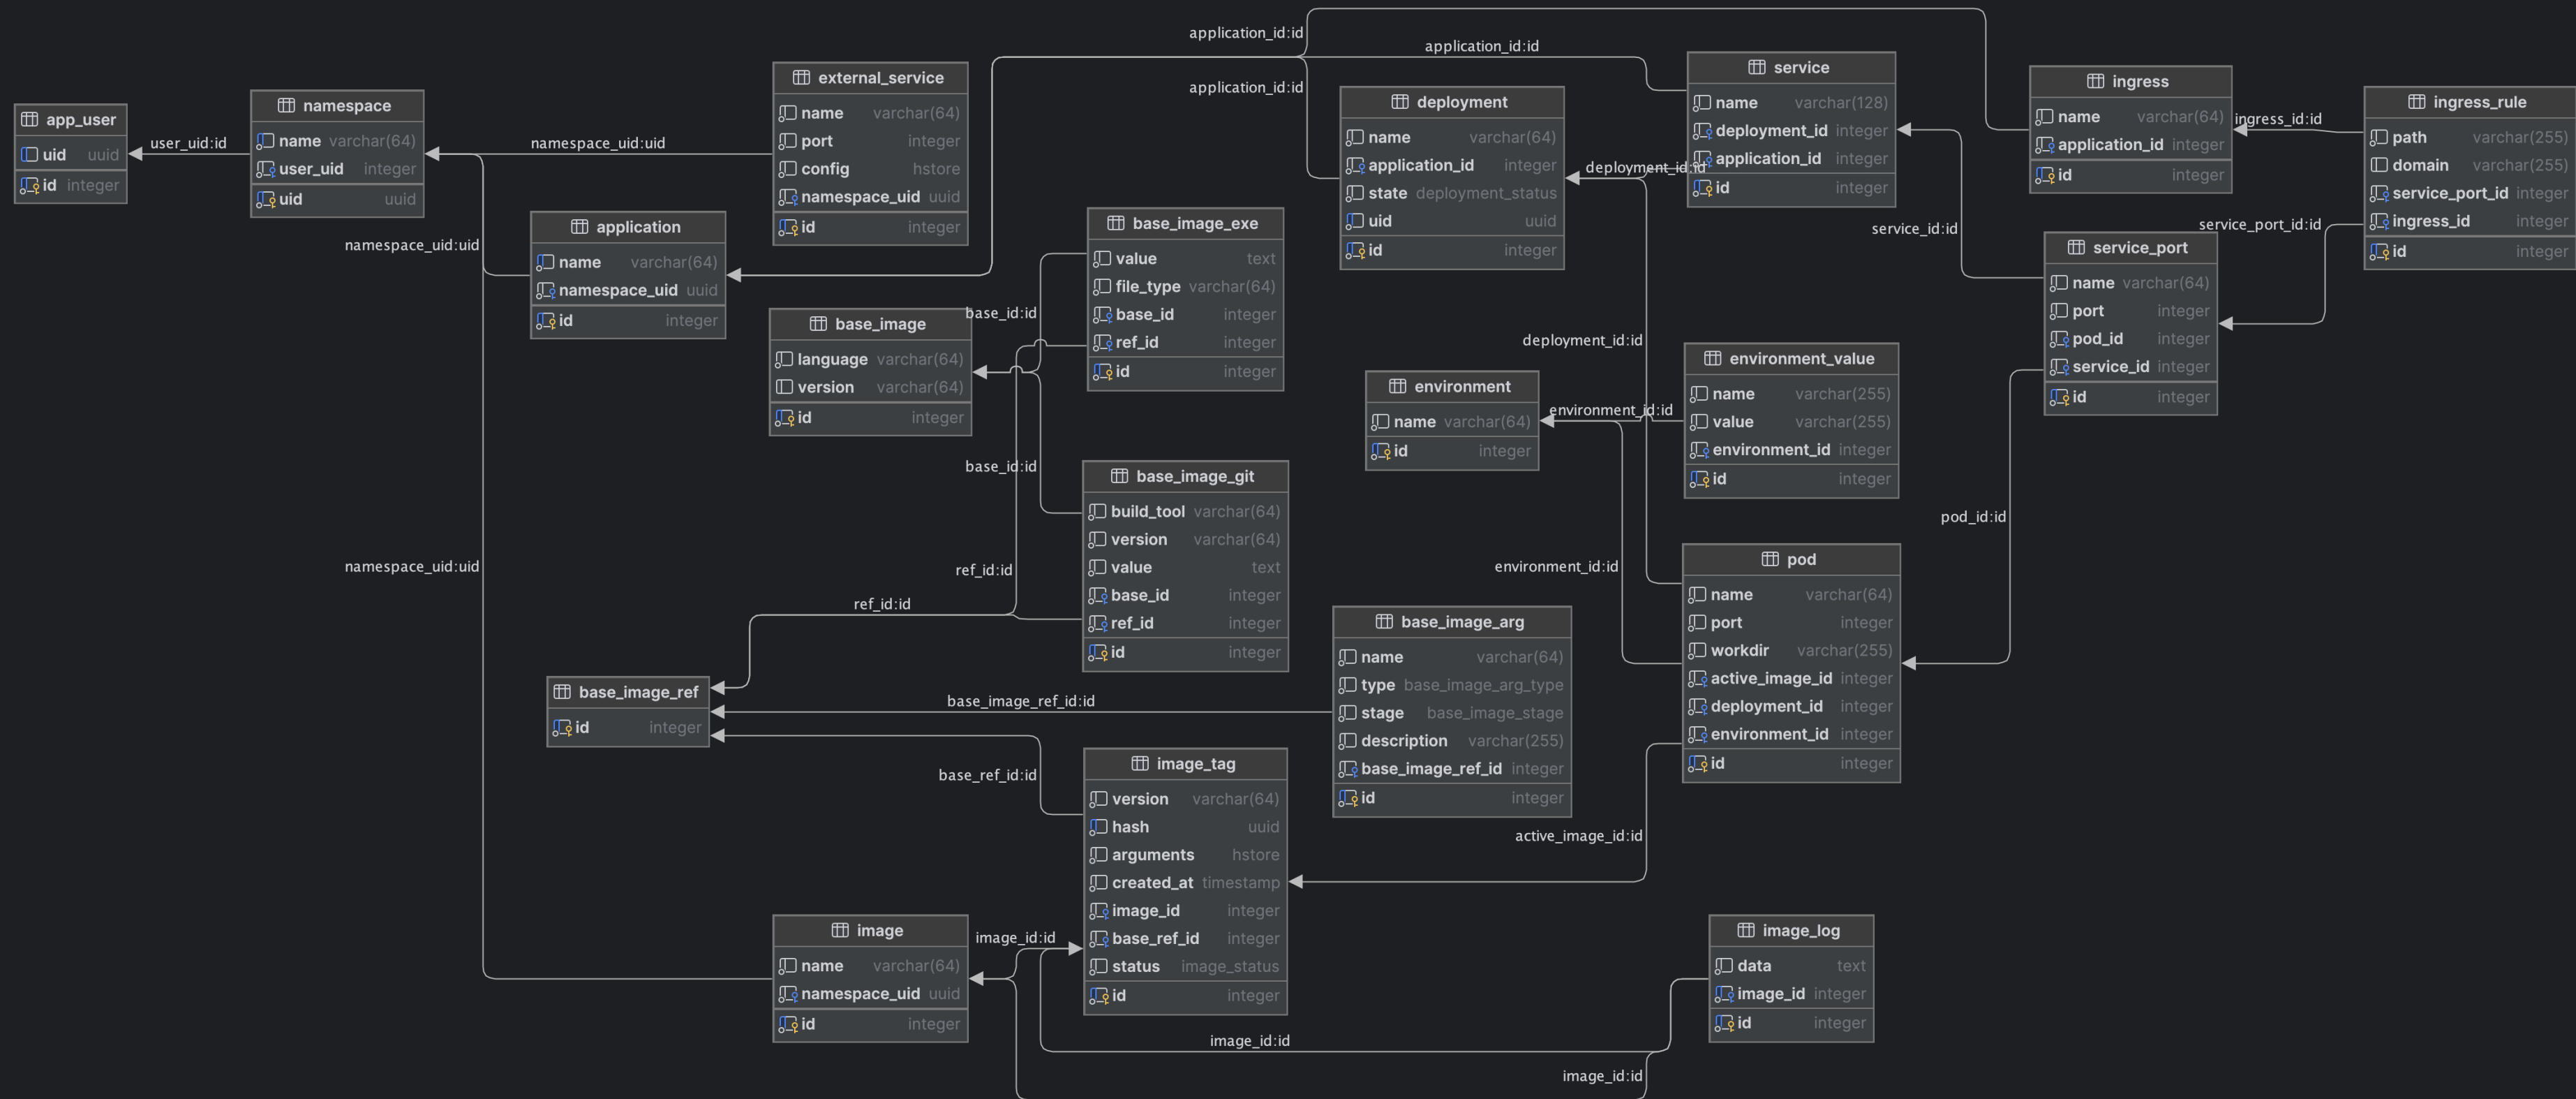 app_user
uid uuid
id integer
user_uid:id
namespace
name varchar(64)
user_uid integer
uid uuid
namespace_uid:uid
external_service
name varchar(64)
port integer
config hstore
namespace_uid uuid
id integer
namespace_uid:uid
application
name varchar(64)
namespace_uid uuid
id integer
application_id:id
application_id:id
application_id:id
deployment
name varchar(64)
application_id integer
state deployment_status
uid uuid
id integer
deployment_id:id
service
name varchar(128)
deployment_id integer
application_id integer
id integer
ingress
name varchar(64)
application_id integer
id integer
ingress_id:id
ingress_rule
path varchar(255)
domain varchar(255)
service_port_id integer
ingress_id integer
id integer
service_port_id:id
service_id:id
service_port
name varchar(64)
port integer
pod_id integer
service_id integer
id integer
base_image
language varchar(64)
version varchar(64)
id integer
base_id:id
base_image_exe
value text
file_type varchar(64)
base_id integer
ref_id integer
id integer
deployment_id:id
environment
name varchar(64)
id integer
environment_id:id
environment_value
name varchar(255)
value varchar(255)
environment_id integer
id integer
base_id:id
base_image_git
build_tool varchar(64)
version varchar(64)
value text
base_id integer
ref_id integer
id integer
namespace_uid:uid
ref_id:id
ref_id:id
environment_id:id
pod_id:id
pod
name varchar(64)
port integer
workdir varchar(255)
active_image_id integer
deployment_id integer
environment_id integer
id integer
base_image_ref
id integer
base_image_ref_id:id
base_image_arg
name varchar(64)
type base_image_arg_type
stage base_image_stage
description varchar(255)
base_image_ref_id integer
id integer
base_ref_id:id
image_tag
version varchar(64)
hash uuid
arguments hstore
created_at timestamp
image_id integer
base_ref_id integer
status image_status
id integer
active_image_id:id
image
name varchar(64)
namespace_uid uuid
id integer
image_id:id
image_log
data text
image_id integer
id integer
image_id:id
image_id:id